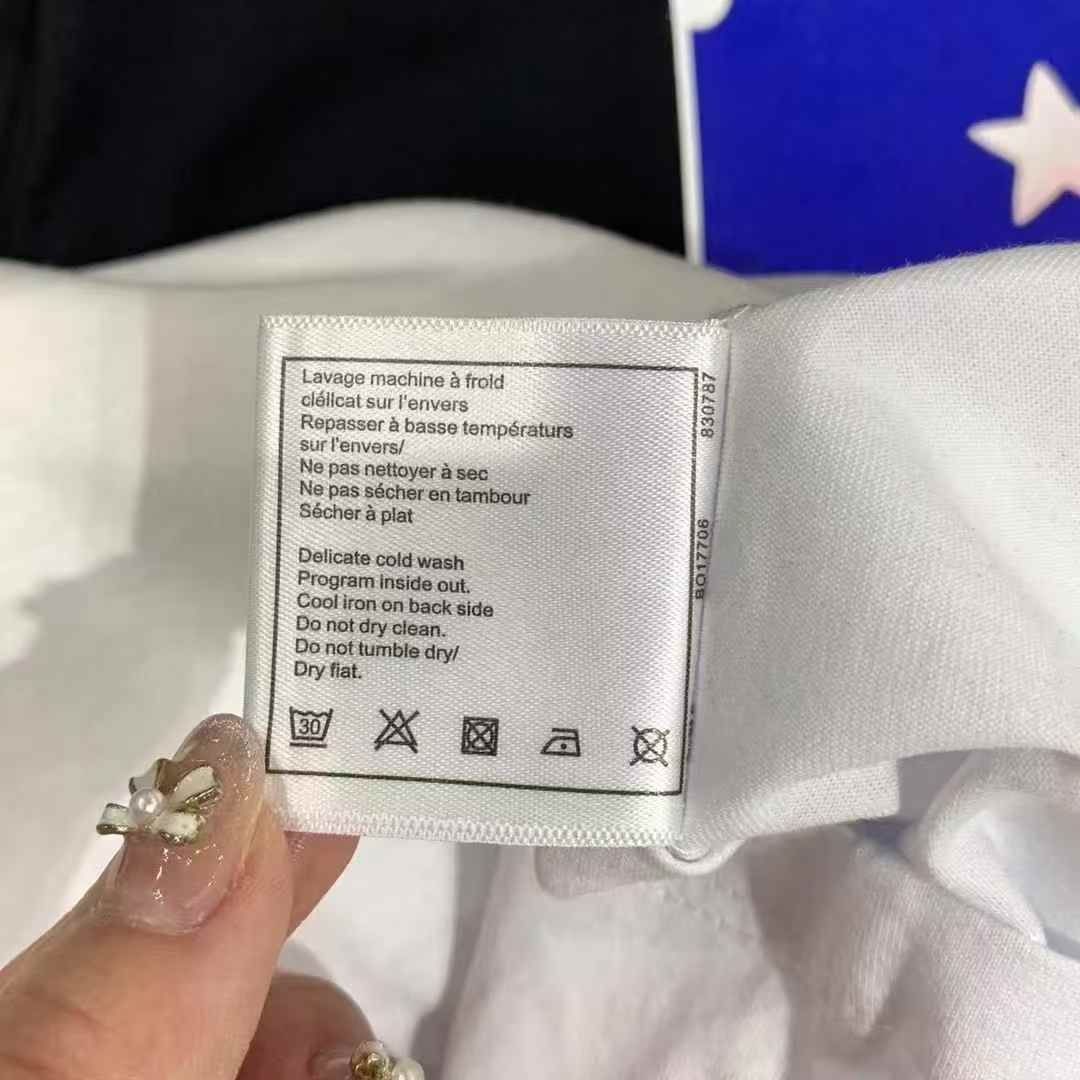 Lavage machine à froid
clélicat sur l'envers
Repasser à basse températurs
sur l'envers/
Ne pas nettoyer à sec
Ne pas sécher en tambour
Sécher à plat
Delicate cold wash
Program inside out.
Cool iron on back side
Do not dry clean.
Do not tumble dry/
Dry fiat.
30
830787
BO17706